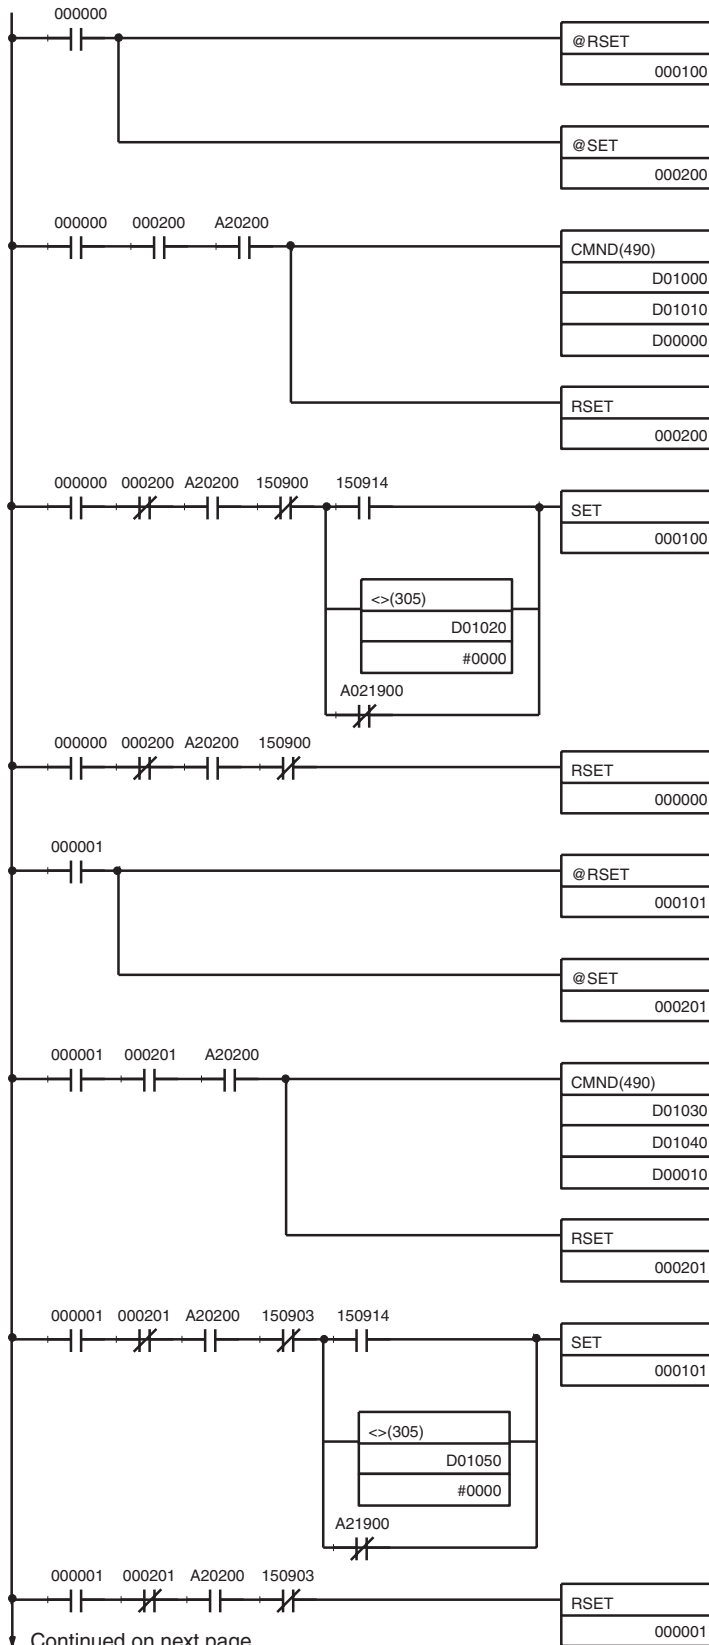 000000
@RSET
000100
@SET
000200
000000 000200 A20200
CMND(490)
D01000
D01010
D00000
RSET
000200
000000 000200 A20200 150900 150914
SET
000100
<>(305)
D01020
#0000
A021900
000000 000200 A20200 150900
RSET
000000
000001
@RSET
000101
@SET
000201
000001 000201 A20200
CMND(490)
D01030
D01040
D00010
RSET
000201
000001 000201 A20200 150903 150914
SET
000101
<>(305)
D01050
#0000
A21900
000001 000201 A20200 150903
RSET
000001
Continued on next page